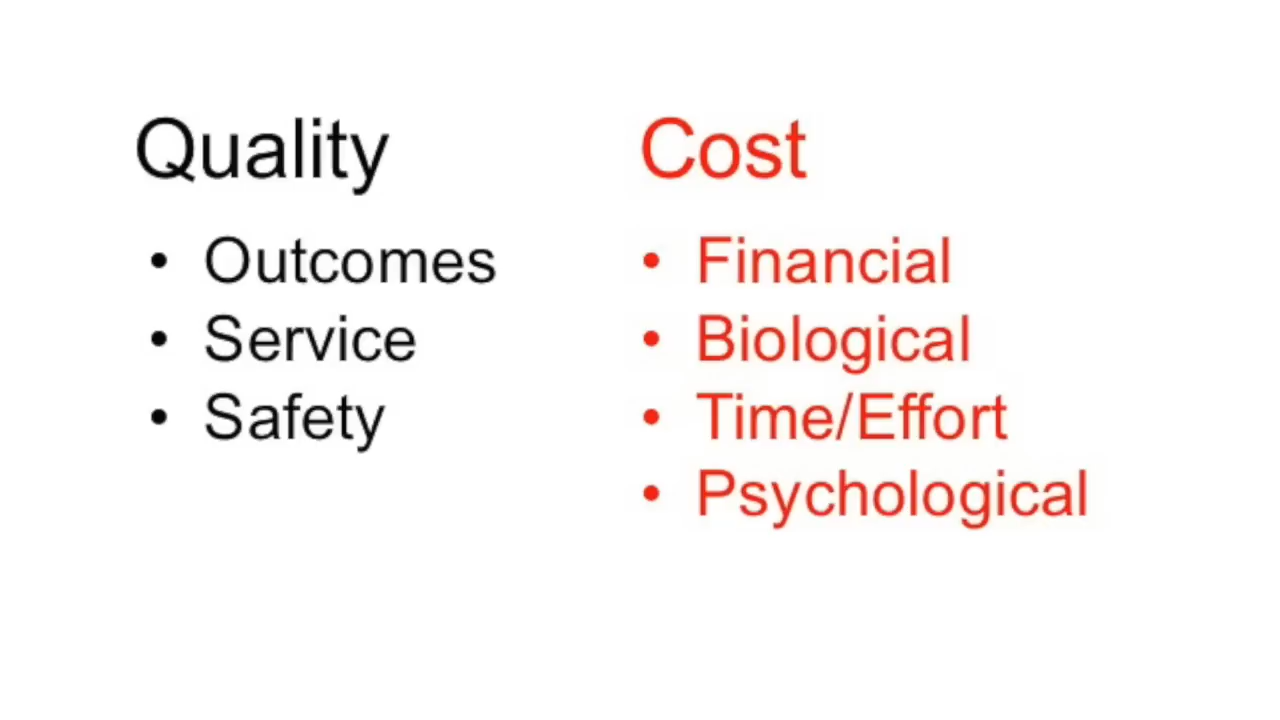 Quality
• Outcomes
• Service
• Safety
Cost
• Financial
• Biological
• Time/Effort
• Psychological